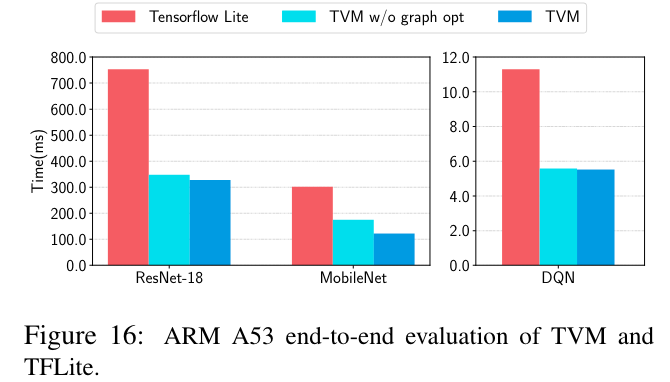 Tensorflow Lite TVM w/o graph opt TVM
Time(ms)
800.0
700.0
600.0
500.0
400.0
300.0
200.0
100.0
0.0
ResNet-18 MobileNet
12.0
10.0
8.0
6.0
4.0
2.0
0.0
DQN
Figure 16: ARM A53 end-to-end evaluation of TVM and
TFLite.